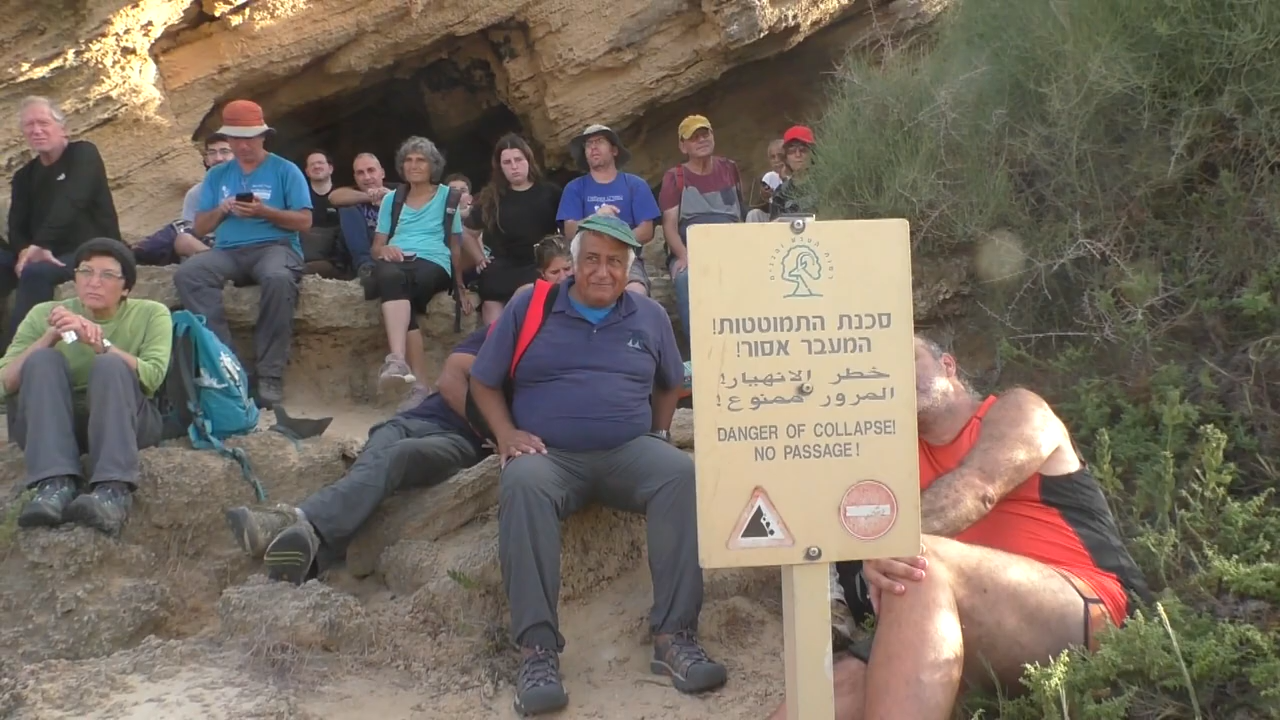 סכנת התמוטטות!
המעבר אסור!
خطر الانهيار!
المرور ممنوع!
DANGER OF COLLAPSE!
NO PASSAGE!